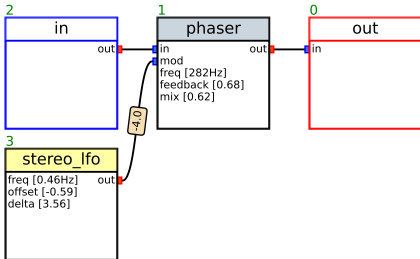 2
in
out
1
phaser
in
out
mod
freq [282Hz]
feedback [0.68]
mix [0.62]
0
out
in
-4.0
3
stereo_lfo
freq [0.46Hz]
out
offset [-0.59]
delta [3.56]